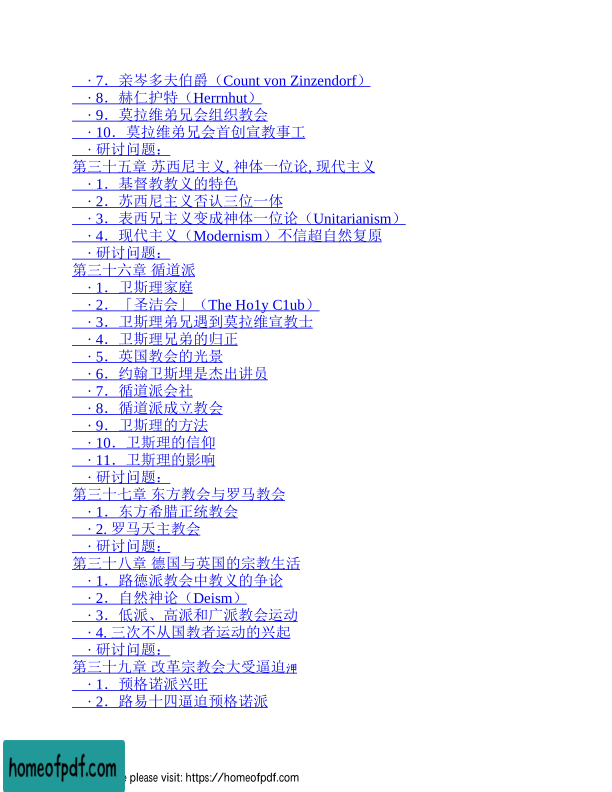 · 7．亲岑多夫伯爵（Count von Zinzendorf）
· 8．赫仁护特（Herrnhut）
· 9．莫拉维弟兄会组织教会
· 10．莫拉维弟兄会首创宣教事工
· 研讨问题：
第三十五章 苏西尼主义, 神体一位论, 现代主义
· 1．基督教教义的特色
· 2．苏西尼主义否认三位一体
· 3．表西兄主义变成神体一位论（Unitarianism）
· 4．现代主义（Modernism）不信超自然复原
· 研讨问题：
第三十六章 循道派
· 1．卫斯理家庭
· 2．「圣洁会」（The Ho1y C1ub）
· 3．卫斯理弟兄遇到莫拉维宣教士
· 4．卫斯理兄弟的归正
· 5．英国教会的光景
· 6．约翰卫斯埋是杰出讲员
· 7．循道派会社
· 8．循道派成立教会
· 9．卫斯理的方法
· 10．卫斯理的信仰
· 11．卫斯理的影响
· 研讨问题：
第三十七章 东方教会与罗马教会
· 1．东方希腊正统教会
· 2. 罗马天主教会
· 研讨问题：
第三十八章 德国与英国的宗教生活
· 1．路德派教会中教义的争论
· 2．自然神论（Deism）
· 3．低派、高派和广派教会运动
· 4. 三次不从国教者运动的兴起
· 研讨问题：
第三十九章 改革宗教会大受逼迫
· 1．预格诺派兴旺
· 2．路易十四逼迫预格诺派
homeofpdf.com
e please visit: https://homeofpdf.com